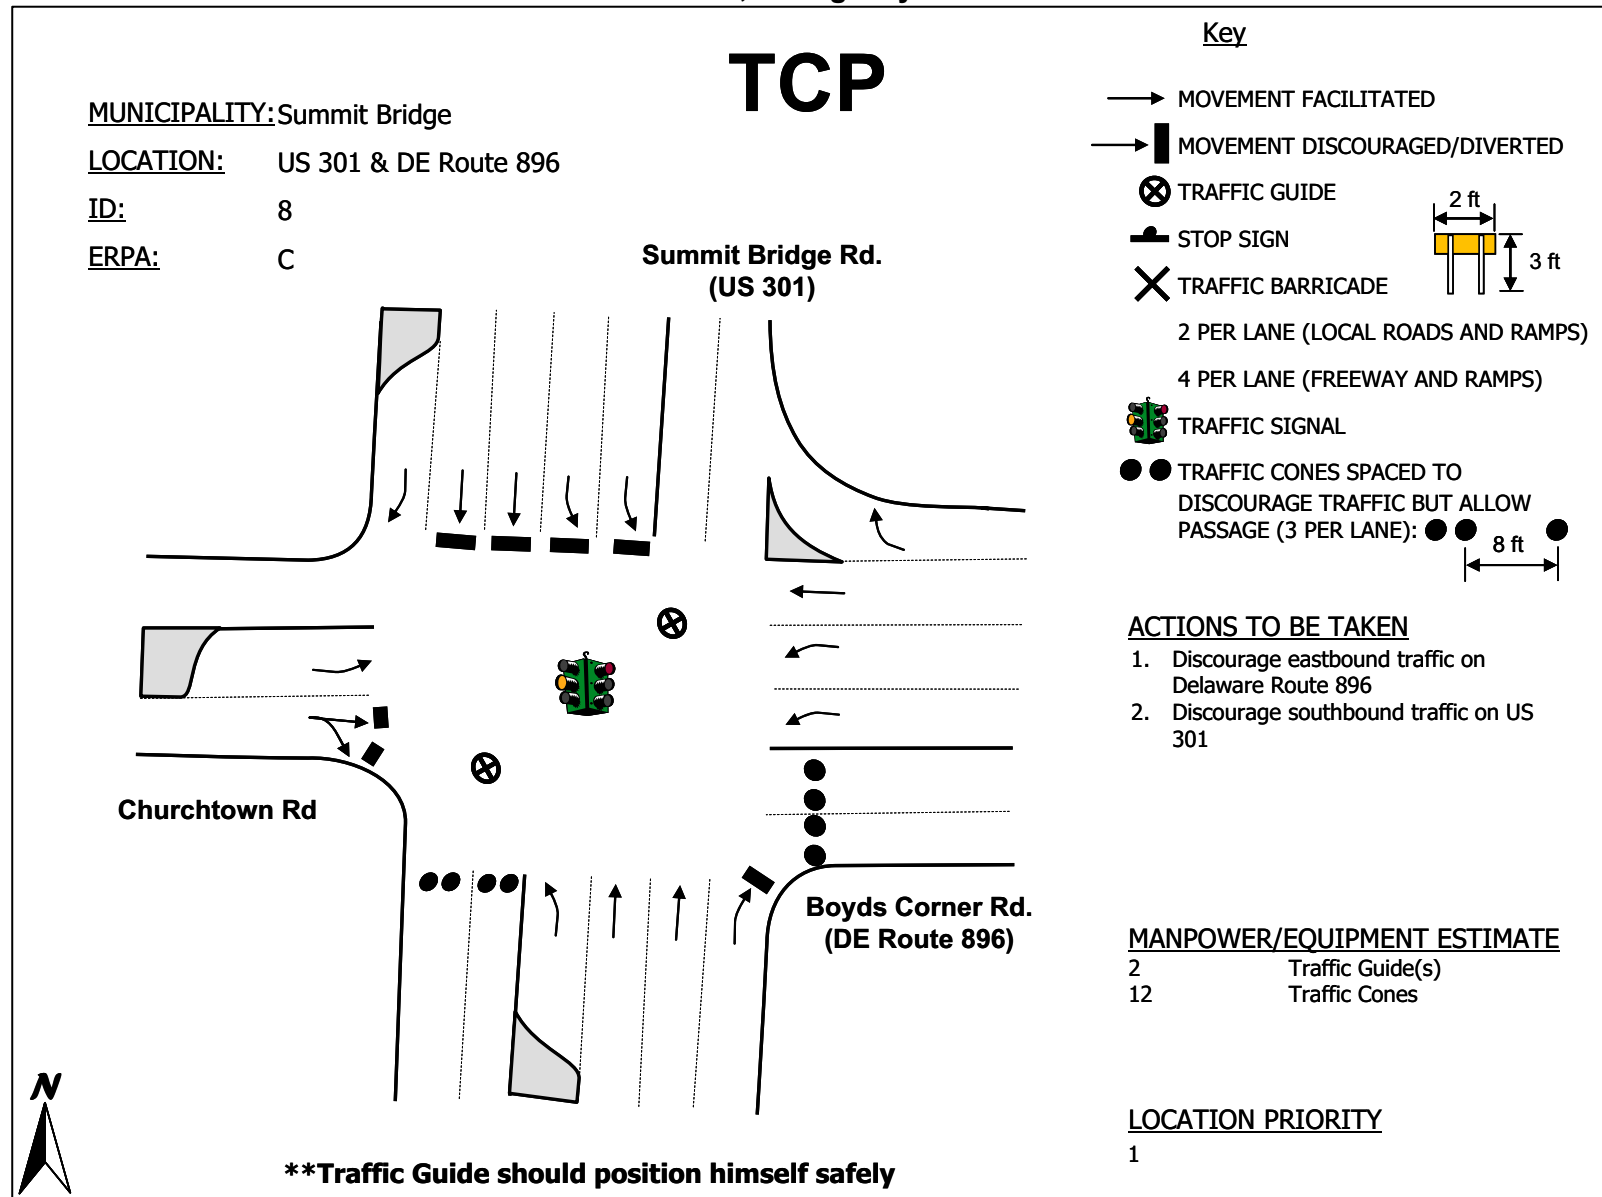 TCP
MUNICIPALITY: Summit Bridge
LOCATION: US 301 & DE Route 896
ID: 8
ERPA: C
Summit Bridge Rd.
(US 301)
Churchtown Rd
Boyds Corner Rd.
(DE Route 896)
N
**Traffic Guide should position himself safely
Key
MOVEMENT FACILITATED
MOVEMENT DISCOURAGED/DIVERTED
TRAFFIC GUIDE
STOP SIGN
TRAFFIC BARRICADE
2 ft
3 ft
2 PER LANE (LOCAL ROADS AND RAMPS)
4 PER LANE (FREEWAY AND RAMPS)
TRAFFIC SIGNAL
TRAFFIC CONES SPACED TO
DISCOURAGE TRAFFIC BUT ALLOW
PASSAGE (3 PER LANE):
8 ft
ACTIONS TO BE TAKEN
1. Discourage eastbound traffic on
Delaware Route 896
2. Discourage southbound traffic on US
301
MANPOWER/EQUIPMENT ESTIMATE
2 Traffic Guide(s)
12 Traffic Cones
LOCATION PRIORITY
1